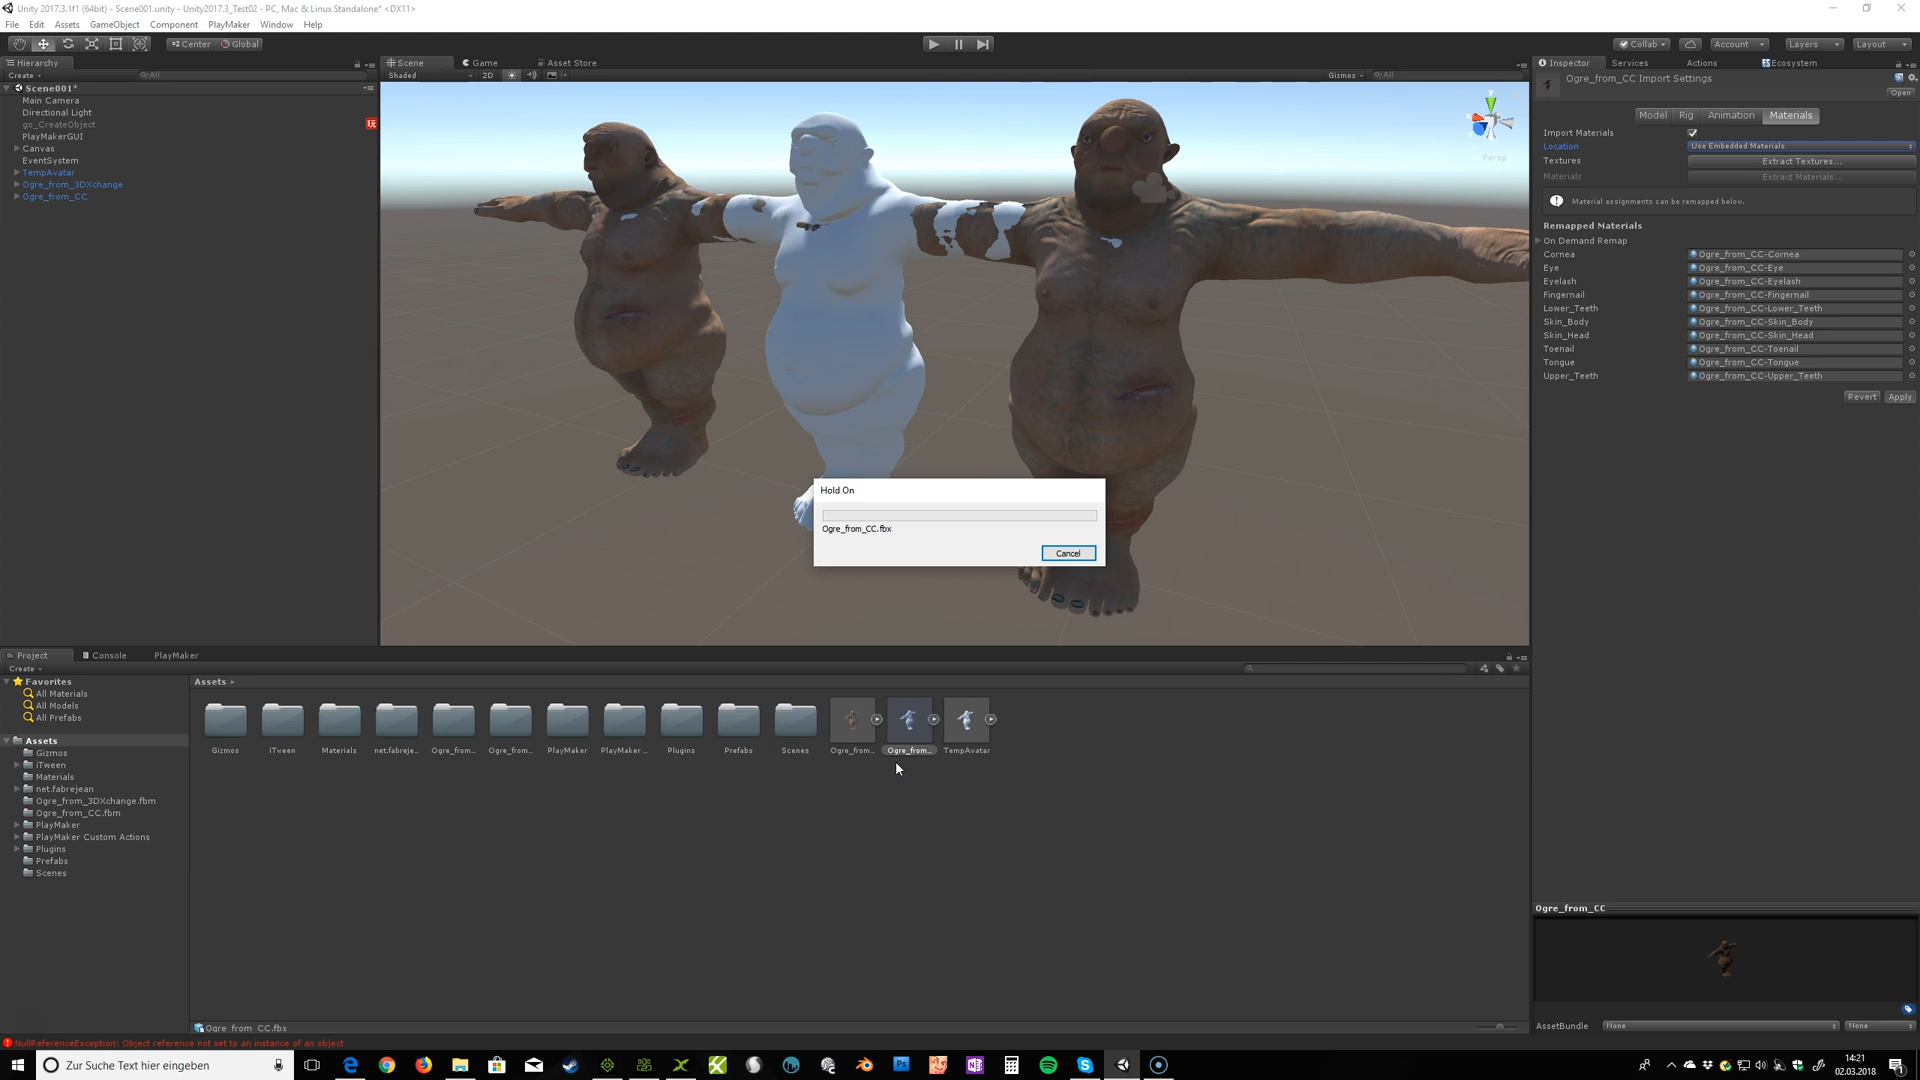 Unity 2017.3.1f1 (64bit) - Scene001.unity - Unity2017.3_Test02 - PC, Mac & Linux Standalone* <DX11>
File Edit Assets GameObject Component PlayMaker Window Help
Center Global
Collab Account Layers Layout
Hierarchy
Create All
Scene001*
Main Camera
Directional Light
go_CreateObject
PlayMakerGUI
Canvas
EventSystem
TempAvatar
Ogre_from_3DXchange
Ogre_from_CC
Scene Game Asset Store
Shaded 2D Gizmos All
y
Persp
Hold On
Ogre_from_CC.fbx
Cancel
Inspector Services Actions Ecosystem
Ogre_from_CC Import Settings
Open
Model Rig Animation Materials
Import Materials
Location Use Embedded Materials
Textures Extract Textures...
Materials Extract Materials...
Material assignments can be remapped below.
Remapped Materials
On Demand Remap
Cornea Ogre_from_CC-Cornea
Eye Ogre_from_CC-Eye
Eyelash Ogre_from_CC-Eyelash
Fingernail Ogre_from_CC-Fingernail
Lower_Teeth Ogre_from_CC-Lower_Teeth
Skin_Body Ogre_from_CC-Skin_Body
Skin_Head Ogre_from_CC-Skin_Head
Toenail Ogre_from_CC-Toenail
Tongue Ogre_from_CC-Tongue
Upper_Teeth Ogre_from_CC-Upper_Teeth
Revert Apply
Project Console PlayMaker
Create
Favorites
All Materials
All Models
All Prefabs
Assets
Gizmos
iTween
Materials
net.fabrejean
Ogre_from_3DXchange.fbm
Ogre_from_CC.fbm
PlayMaker
PlayMaker Custom Actions
Plugins
Prefabs
Scenes
Assets
Gizmos iTween Materials net.fabreje... Ogre_from... Ogre_from... PlayMaker PlayMaker ... Plugins Prefabs Scenes Ogre_from... Ogre_from... TempAvatar
Ogre_from_CC.fbx
Ogre_from_CC
AssetBundle None None
NullReferenceException: Object reference not set to an instance of an object
Zur Suche Text hier eingeben
14:21
02.03.2018